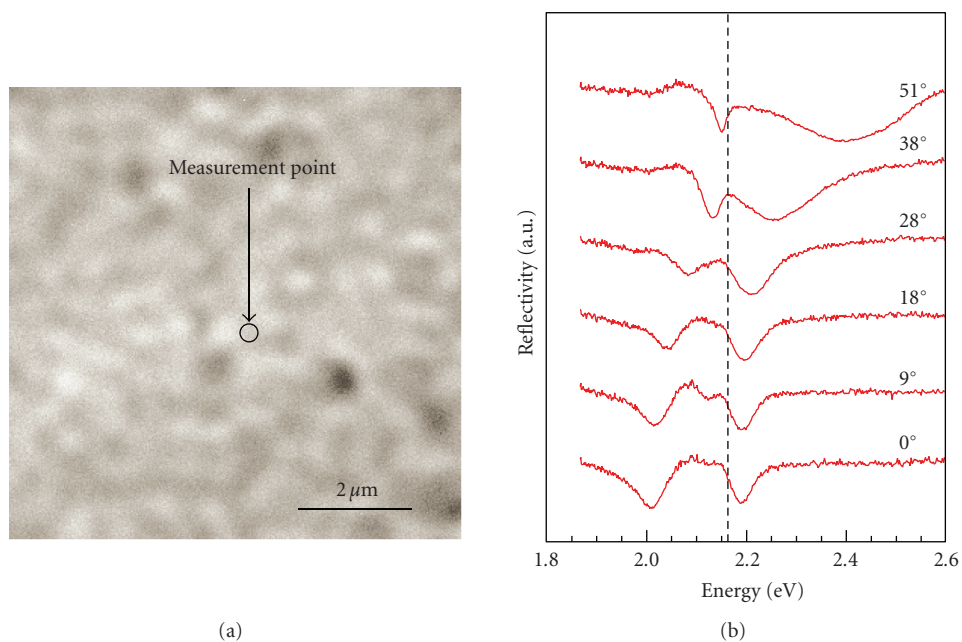 Measurement point
2 μm
(a)
Reflectivity (a.u.)
51°
38°
28°
18°
9°
0°
1.8 2.0 2.2 2.4 2.6
Energy (eV)
(b)